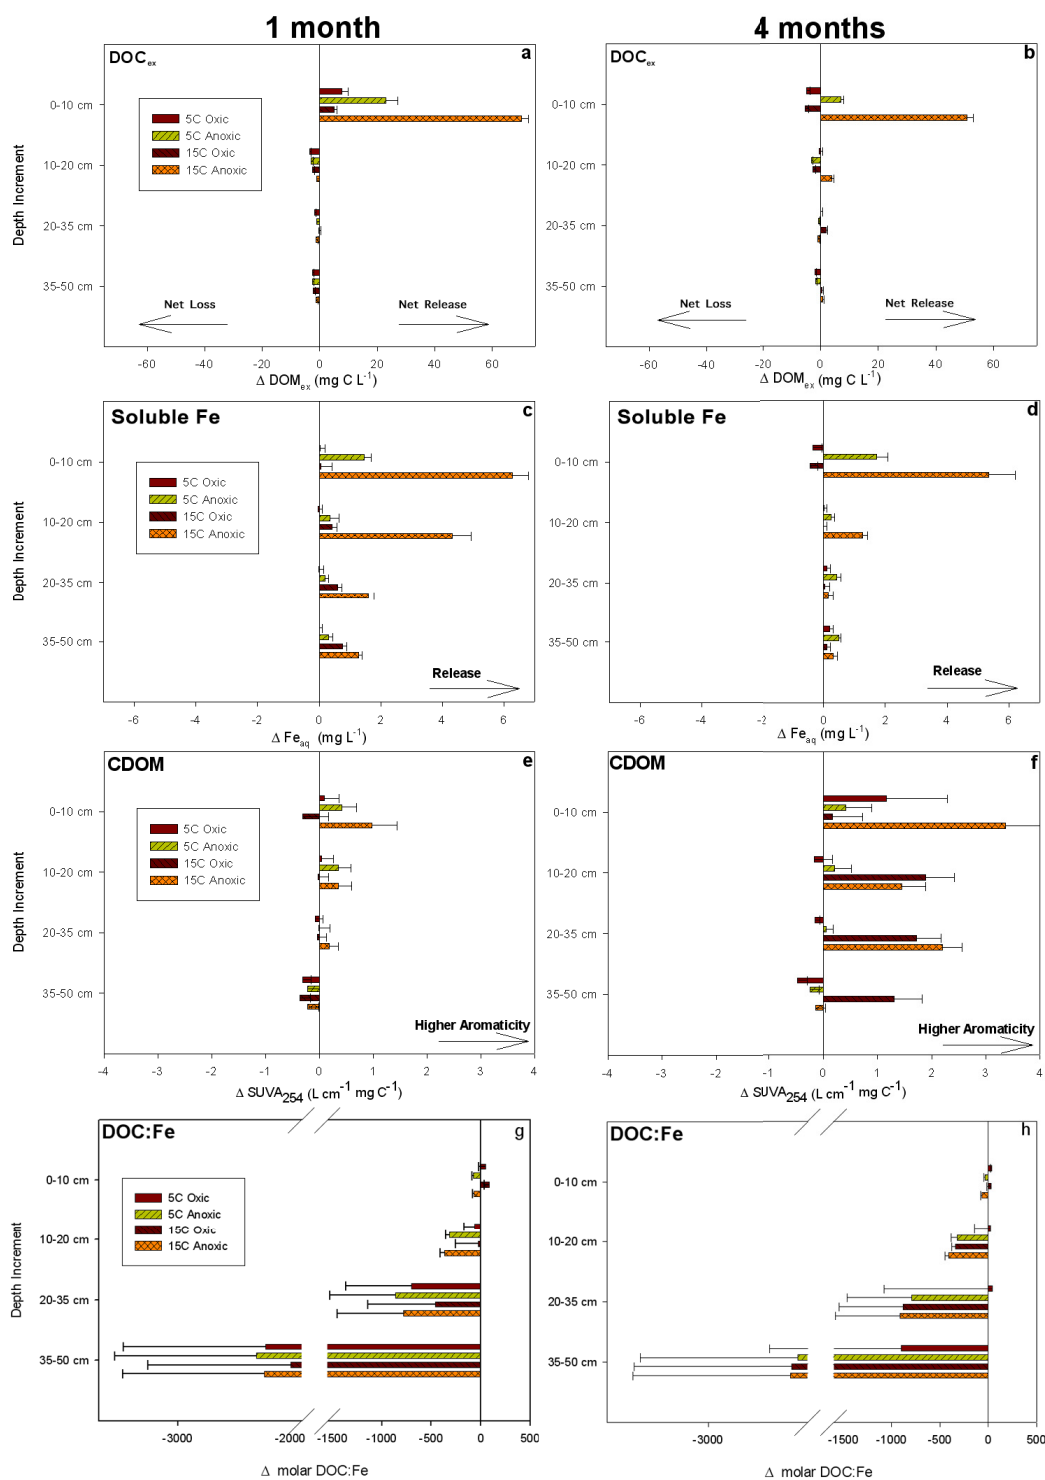 1 month
4 months
DOCex
a
0-10 cm
10-20 cm
20-35 cm
35-50 cm
5C Oxic
5C Anoxic
15C Oxic
15C Anoxic
Net Loss
Net Release
Depth Increment
-60 -40 -20 0 20 40 60
Δ DOMex (mg C L-1)
DOCex
b
0-10 cm
10-20 cm
20-35 cm
35-50 cm
Net Loss
Net Release
-60 -40 -20 0 20 40 60
Δ DOMex (mg C L-1)
Soluble Fe
c
0-10 cm
10-20 cm
20-35 cm
35-50 cm
5C Oxic
5C Anoxic
15C Oxic
15C Anoxic
Release
Depth Increment
-6 -4 -2 0 2 4 6
Δ Feaq (mg L-1)
Soluble Fe
d
0-10 cm
10-20 cm
20-35 cm
35-50 cm
Release
-6 -4 -2 0 2 4 6
Δ Feaq (mg L-1)
CDOM
e
0-10 cm
10-20 cm
20-35 cm
35-50 cm
5C Oxic
5C Anoxic
15C Oxic
15C Anoxic
Higher Aromaticity
Depth Increment
-4 -3 -2 -1 0 1 2 3 4
Δ SUVA254 (L cm-1 mg C-1)
CDOM
f
0-10 cm
10-20 cm
20-35 cm
35-50 cm
Higher Aromaticity
-4 -3 -2 -1 0 1 2 3 4
Δ SUVA254 (L cm-1 mg C-1)
DOC:Fe
g
0-10 cm
10-20 cm
20-35 cm
35-50 cm
5C Oxic
5C Anoxic
15C Oxic
15C Anoxic
Depth Increment
-3000 -2000 -1500 -1000 -500 0 500
Δ molar DOC:Fe
DOC:Fe
h
0-10 cm
10-20 cm
20-35 cm
35-50 cm
-3000 -1500 -1000 -500 0 500
Δ molar DOC:Fe